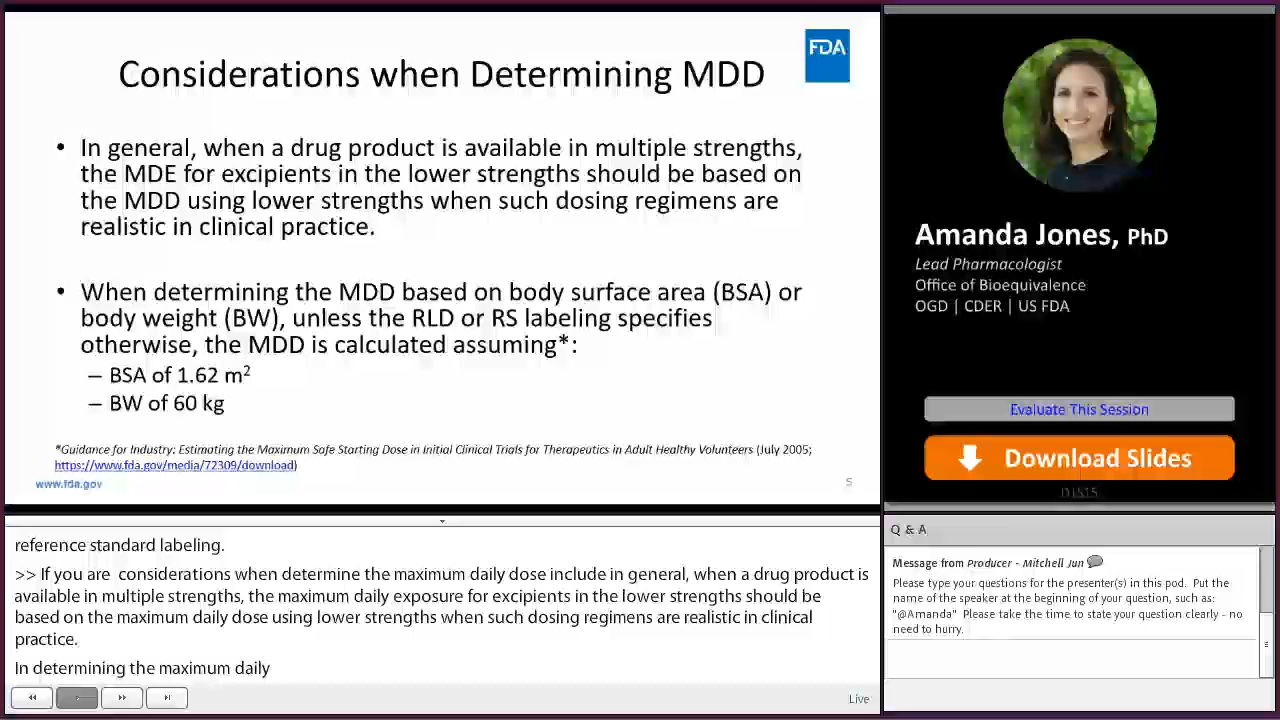 FDA
Considerations when Determining MDD
• In general, when a drug product is available in multiple strengths,
the MDE for excipients in the lower strengths should be based on
the MDD using lower strengths when such dosing regimens are
realistic in clinical practice.
• When determining the MDD based on body surface area (BSA) or
body weight (BW), unless the RLD or RS labeling specifies
otherwise, the MDD is calculated assuming*:
– BSA of 1.62 m²
– BW of 60 kg
*Guidance for Industry: Estimating the Maximum Safe Starting Dose in Initial Clinical Trials for Therapeutics in Adult Healthy Volunteers (July 2005;
https://www.fda.gov/media/72309/download)
www.fda.gov
5
Amanda Jones, PhD
Lead Pharmacologist
Office of Bioequivalence
OGD | CDER | US FDA
Evaluate This Session
Download Slides
D1S15
reference standard labeling.
>> If you are  considerations when determine the maximum daily dose include in general, when a drug product is
available in multiple strengths, the maximum daily exposure for excipients in the lower strengths should be
based on the maximum daily dose using lower strengths when such dosing regimens are realistic in clinical
practice.
In determining the maximum daily
Live
Q & A
Message from Producer - Mitchell Jun
Please type your questions for the presenter(s) in this pod.  Put the
name of the speaker at the beginning of your question, such as:
"@Amanda"  Please take the time to state your question clearly - no
need to hurry.